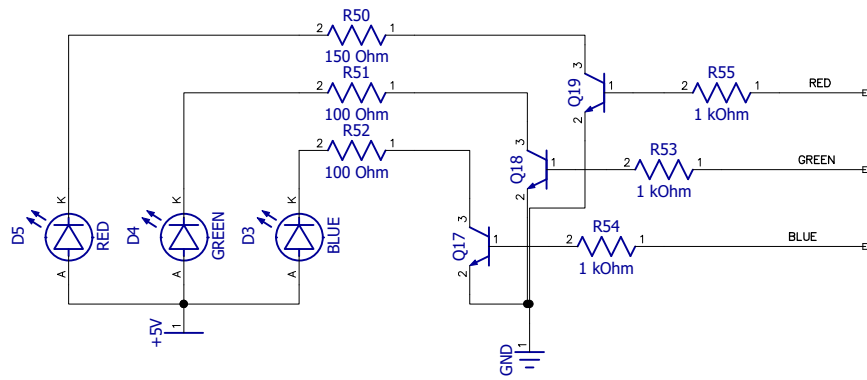 R50
2 1
150 Ohm
R51
2 1
100 Ohm
R52
2 1
100 Ohm
3
Q19
1
2
R55
2 1
1 kOhm
RED
3
Q18
1
2
R53
2 1
1 kOhm
GREEN
3
Q17
1
2
R54
2 1
1 kOhm
BLUE
K
D5
RED
A
K
D4
GREEN
A
K
D3
BLUE
A
+5V
1
GND
1